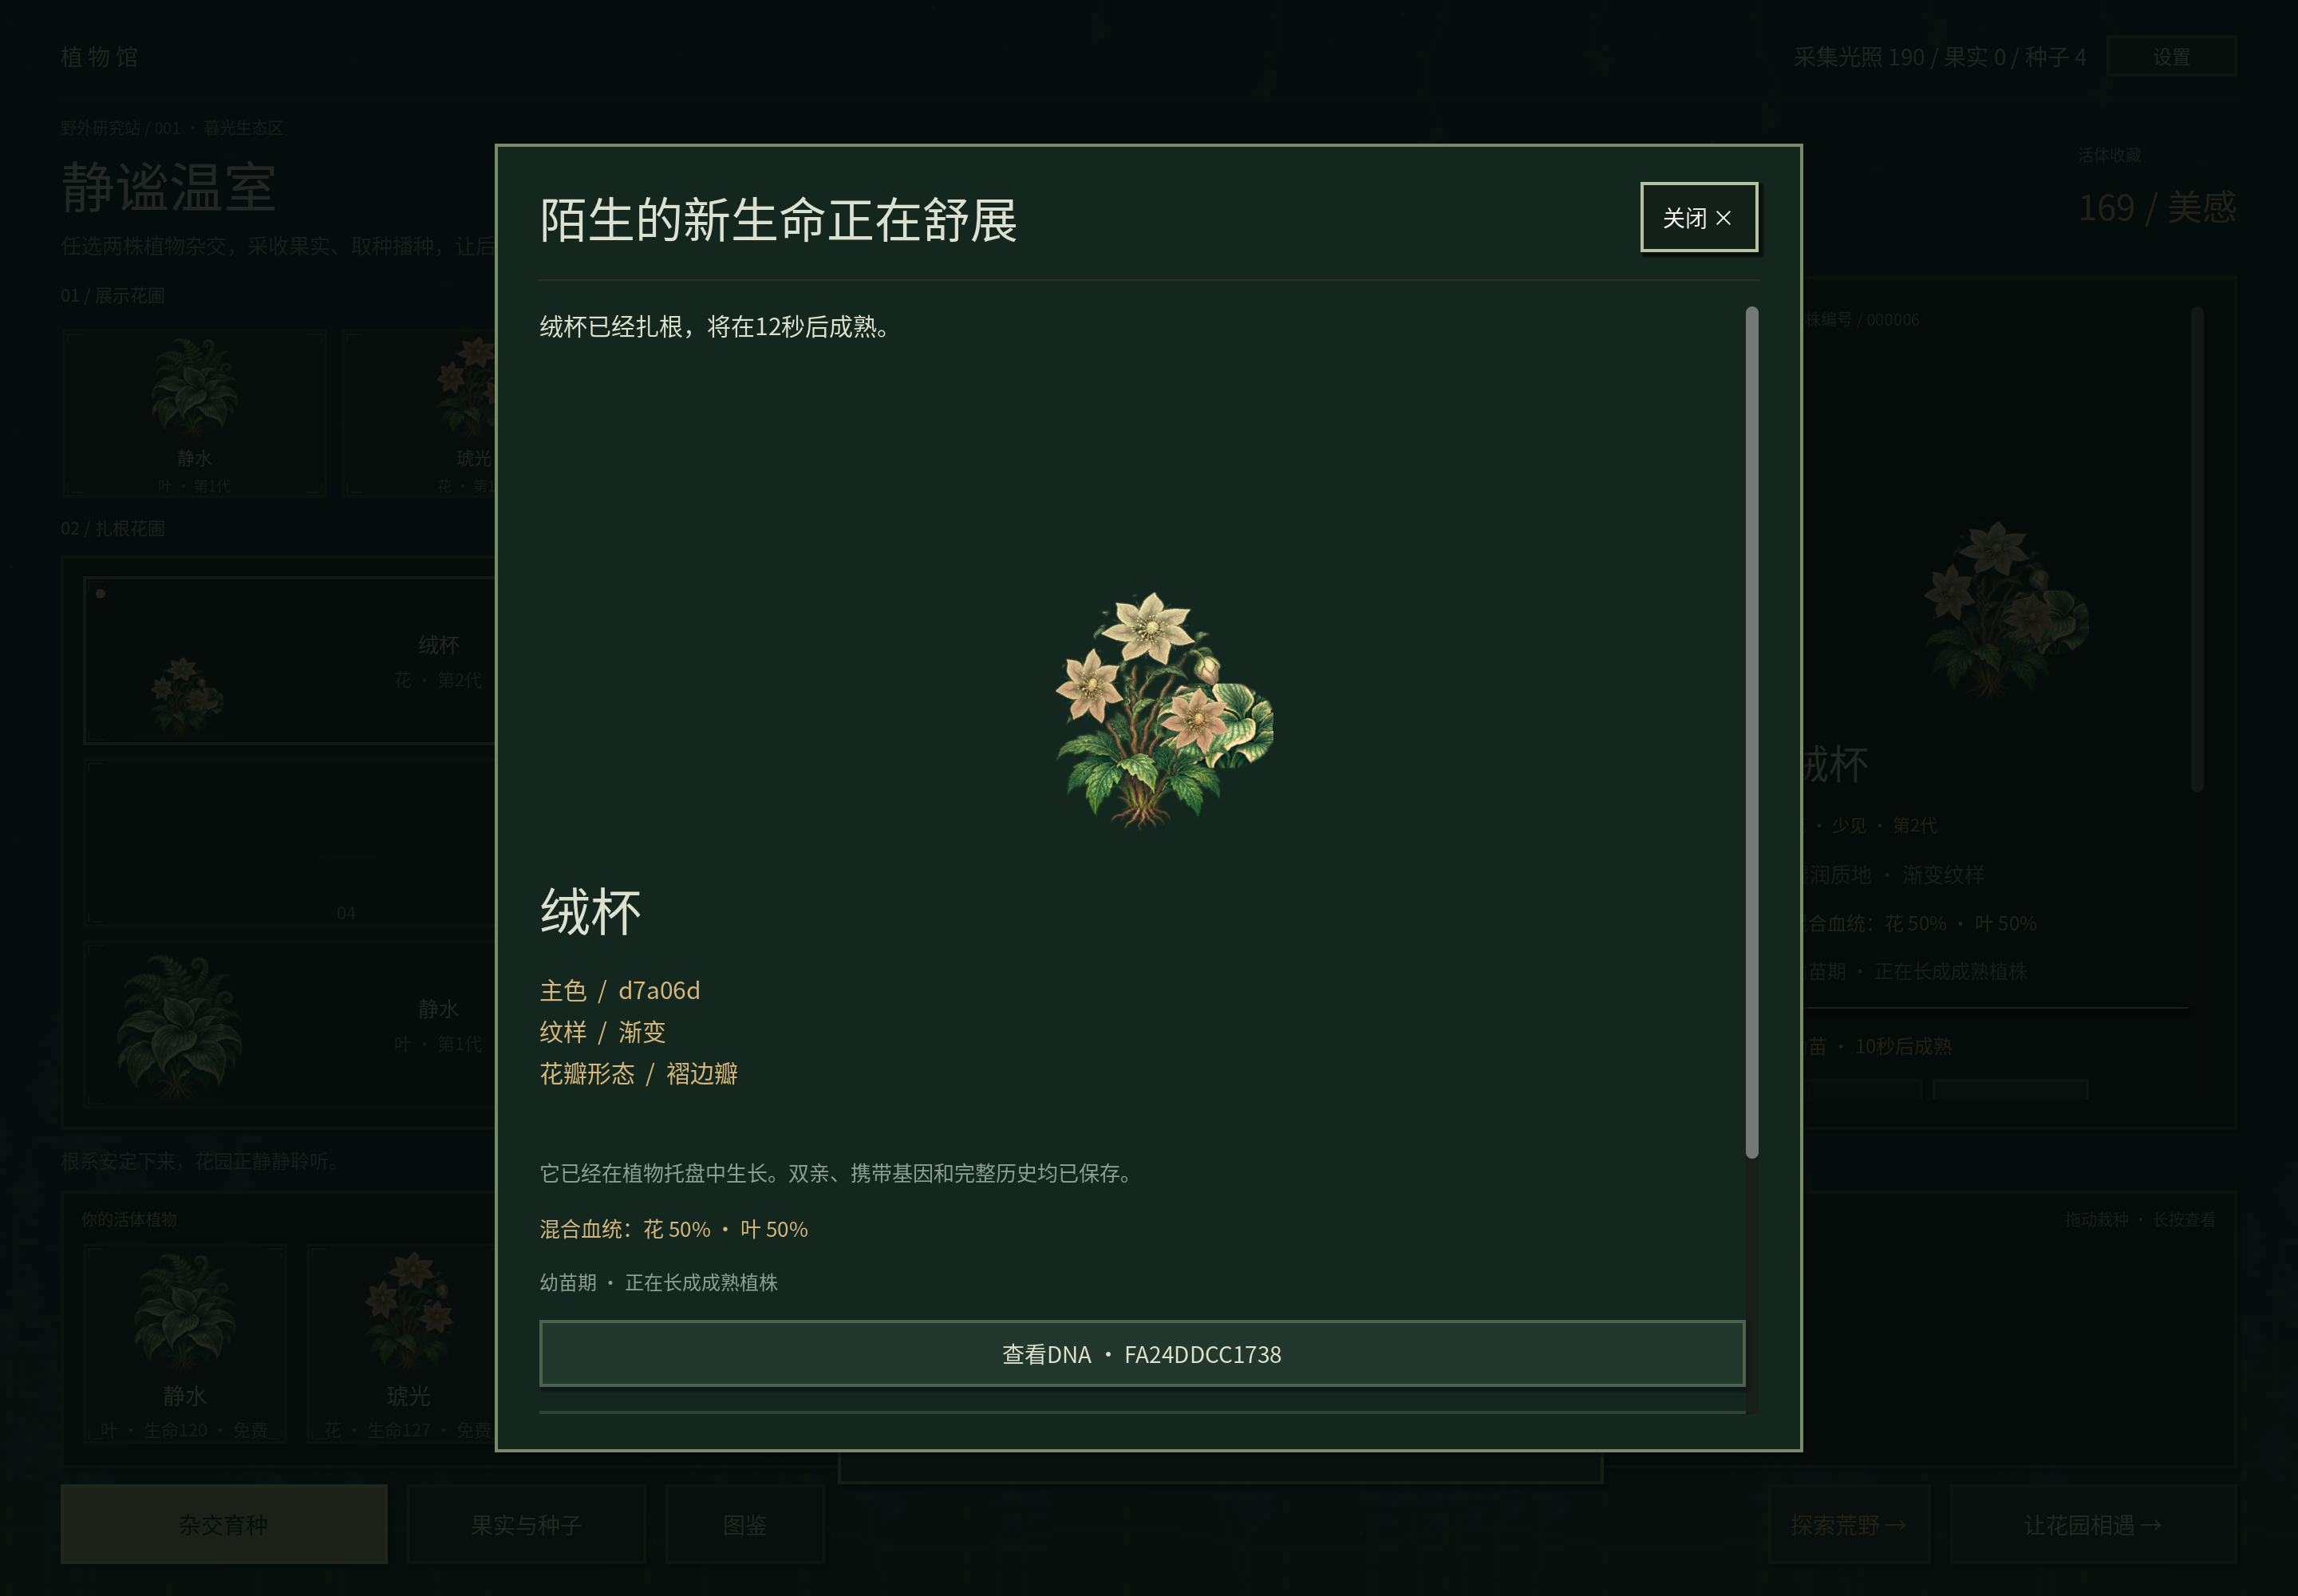 植物馆
采集光照 190 / 果实 0 / 种子 4
设置
野外研究站 / 001 · 暮光生态区
静谧温室
任选两株植物杂交，采收果实、取种播种，让后
活体收藏
169 / 美感
01 / 展示花圃
静水
叶 · 第1代
琥光
花 · 第1
02 / 扎根花圃
绒杯
花 · 第2代
04
静水
叶 · 第1代
根系安定下来，花园正静静聆听。
你的活体植物
静水
叶 · 生命120 · 免费
琥光
花 · 生命127 · 免费
陌生的新生命正在舒展
关闭 ×
绒杯已经扎根，将在12秒后成熟。
绒杯
主色 / d7a06d
纹样 / 渐变
花瓣形态 / 褶边瓣
它已经在植物托盘中生长。双亲、携带基因和完整历史均已保存。
混合血统：花 50% · 叶 50%
幼苗期 · 正在长成成熟植株
查看DNA · FA24DDCC1738
株编号 / 000006
绒杯
· 少见 · 第2代
润质地 · 渐变纹样
合血统：花 50% · 叶 50%
苗期 · 正在长成成熟植株
苗 · 10秒后成熟
拖动栽种 · 长按查看
杂交育种
果实与种子
图鉴
探索荒野 →
让花园相遇 →